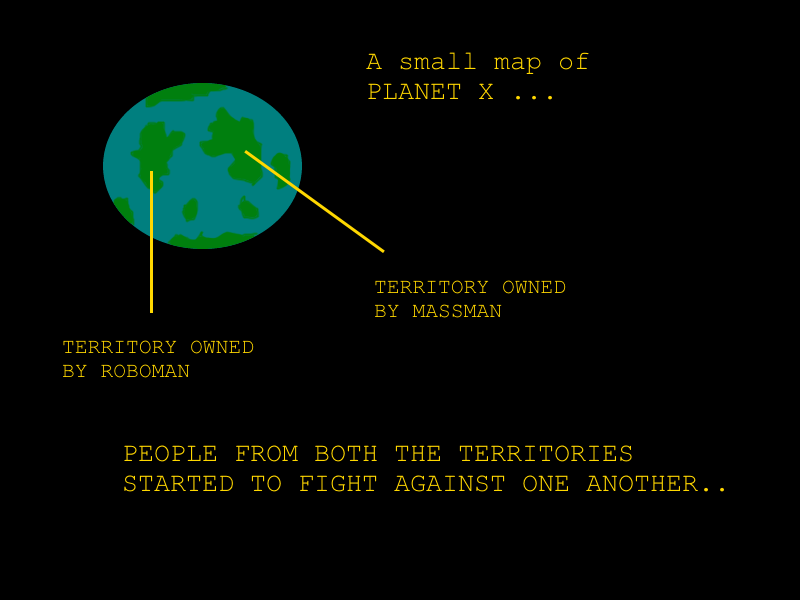 A small map of
PLANET X ...
TERRITORY OWNED
BY MASSMAN
TERRITORY OWNED
BY ROBOMAN
PEOPLE FROM BOTH THE TERRITORIES
STARTED TO FIGHT AGAINST ONE ANOTHER..